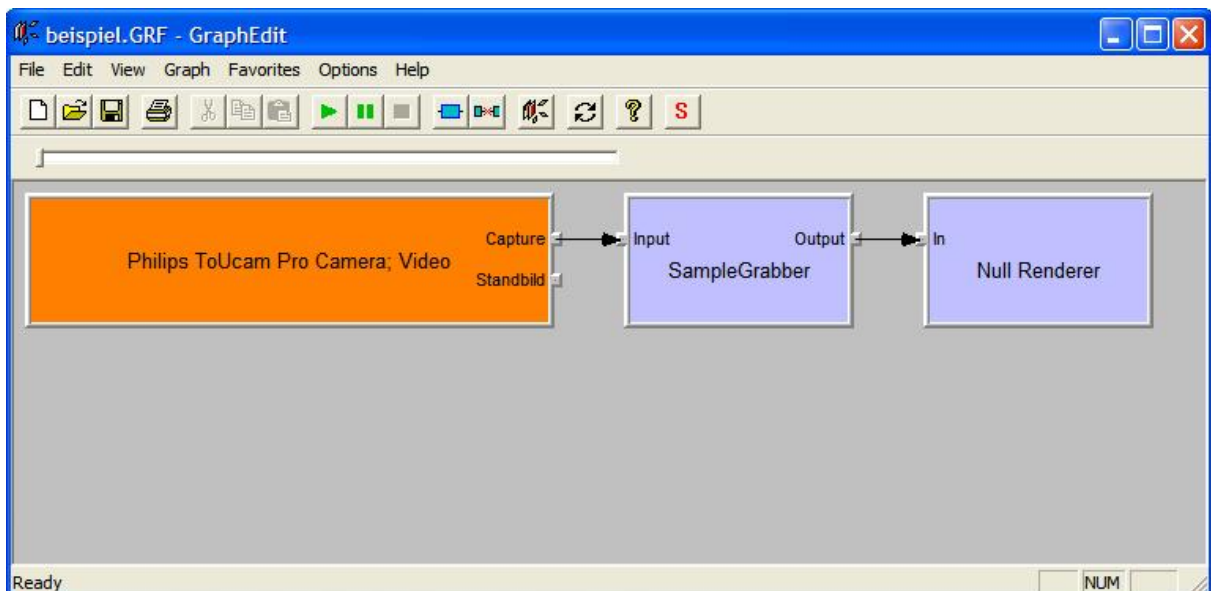 beispiel.GRF - GraphEdit
File Edit View Graph Favorites Options Help
S
Philips ToUcam Pro Camera; Video
Capture
Standbild
Input
Output
SampleGrabber
In
Null Renderer
Ready
NUM